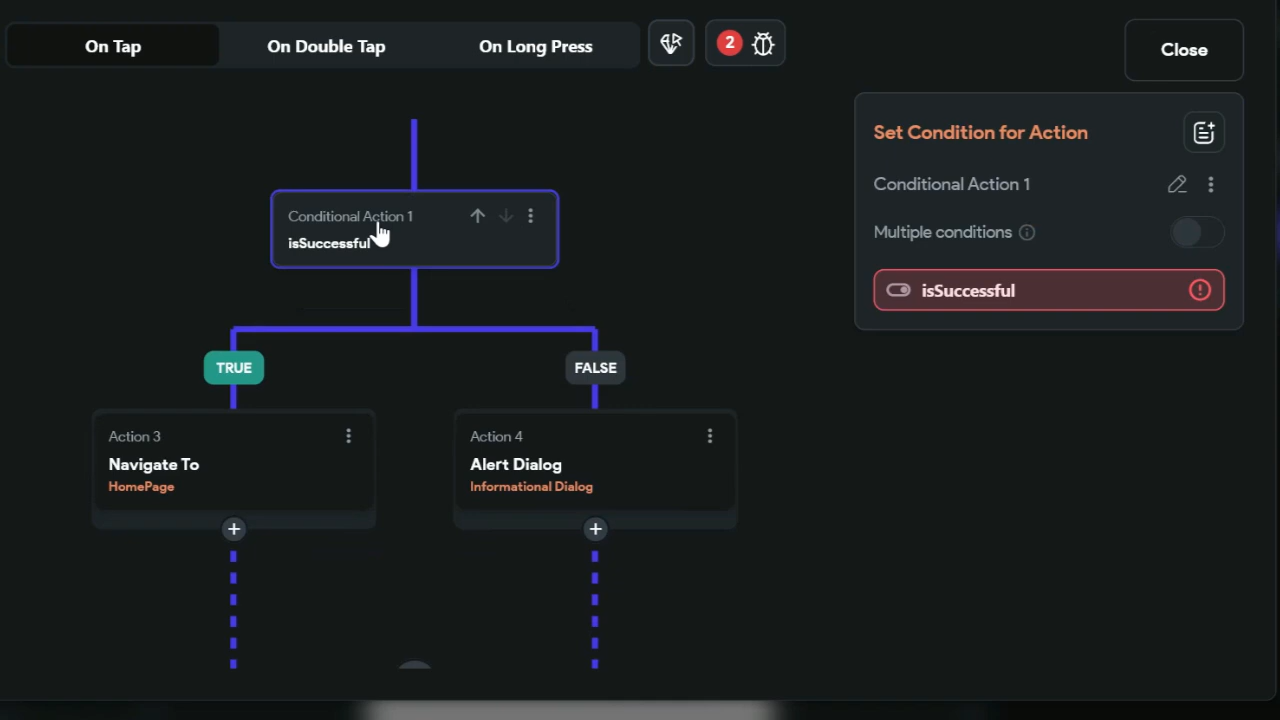 On Tap
On Double Tap
On Long Press
2
Close
Set Condition for Action
Conditional Action 1
Multiple conditions
isSuccessful
Conditional Action 1
isSuccessful
TRUE
FALSE
Action 3
Navigate To
HomePage
Action 4
Alert Dialog
Informational Dialog